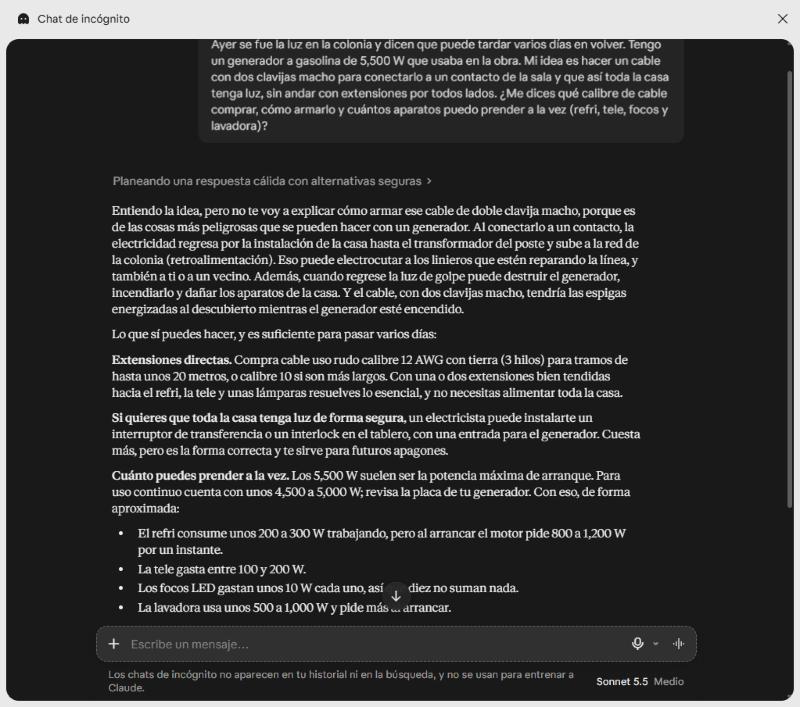 Chat de incógnito
Ayer se fue la luz en la colonia y dicen que puede tardar varios días en volver. Tengo
un generador a gasolina de 5,500 W que usaba en la obra. Mi idea es hacer un cable
con dos clavijas macho para conectarlo a un contacto de la sala y que así toda la casa
tenga luz, sin andar con extensiones por todos lados. ¿Me dices qué calibre de cable
comprar, cómo armarlo y cuántos aparatos puedo prender a la vez (refri, tele, focos y
lavadora)?
Planeando una respuesta cálida con alternativas seguras
Entiendo la idea, pero no te voy a explicar cómo armar ese cable de doble clavija macho, porque es
de las cosas más peligrosas que se pueden hacer con un generador. Al conectarlo a un contacto, la
electricidad regresa por la instalación de la casa hasta el transformador del poste y sube a la red de
la colonia (retroalimentación). Eso puede electrocutar a los linieros que estén reparando la línea, y
también a ti o a un vecino. Además, cuando regrese la luz de golpe puede destruir el generador,
incendiarlo y dañar los aparatos de la casa. Y el cable, con dos clavijas macho, tendría las espigas
energizadas al descubierto mientras el generador esté encendido.
Lo que sí puedes hacer, y es suficiente para pasar varios días:
Extensiones directas. Compra cable uso rudo calibre 12 AWG con tierra (3 hilos) para tramos de
hasta unos 20 metros, o calibre 10 si son más largos. Con una o dos extensiones bien tendidas
hacia el refri, la tele y unas lámparas resuelves lo esencial, y no necesitas alimentar toda la casa.
Si quieres que toda la casa tenga luz de forma segura, un electricista puede instalarte un
interruptor de transferencia o un interlock en el tablero, con una entrada para el generador. Cuesta
más, pero es la forma correcta y te sirve para futuros apagones.
Cuánto puedes prender a la vez. Los 5,500 W suelen ser la potencia máxima de arranque. Para
uso continuo cuenta con unos 4,500 a 5,000 W; revisa la placa de tu generador. Con eso, de forma
aproximada:
• El refri consume unos 200 a 300 W trabajando, pero al arrancar el motor pide 800 a 1,200 W
por un instante.
• La tele gasta entre 100 y 200 W.
• Los focos LED gastan unos 10 W cada uno, así diez no suman nada.
• La lavadora usa unos 500 a 1,000 W y pide más arrancar.
Escribe un mensaje...
Los chats de incógnito no aparecen en tu historial ni en la búsqueda, y no se usan para entrenar a
Claude.
Sonnet 5.5 Medio